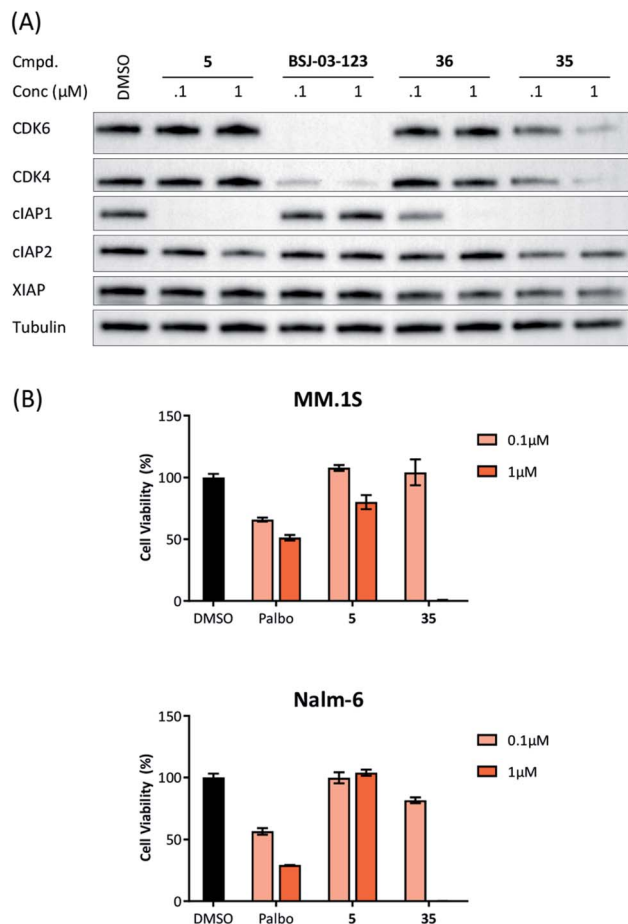 (A)
Cmpd. DMSO 5 BSJ-03-123 36 35
Conc (μM) .1 1 .1 1 .1 1 .1 1
CDK6
CDK4
cIAP1
cIAP2
XIAP
Tubulin
(B)
MM.1S
Cell Viability (%)
150
100
50
0
DMSO Palbo 5 35
0.1μM
1μM
Nalm-6
Cell Viability (%)
150
100
50
0
DMSO Palbo 5 35
0.1μM
1μM